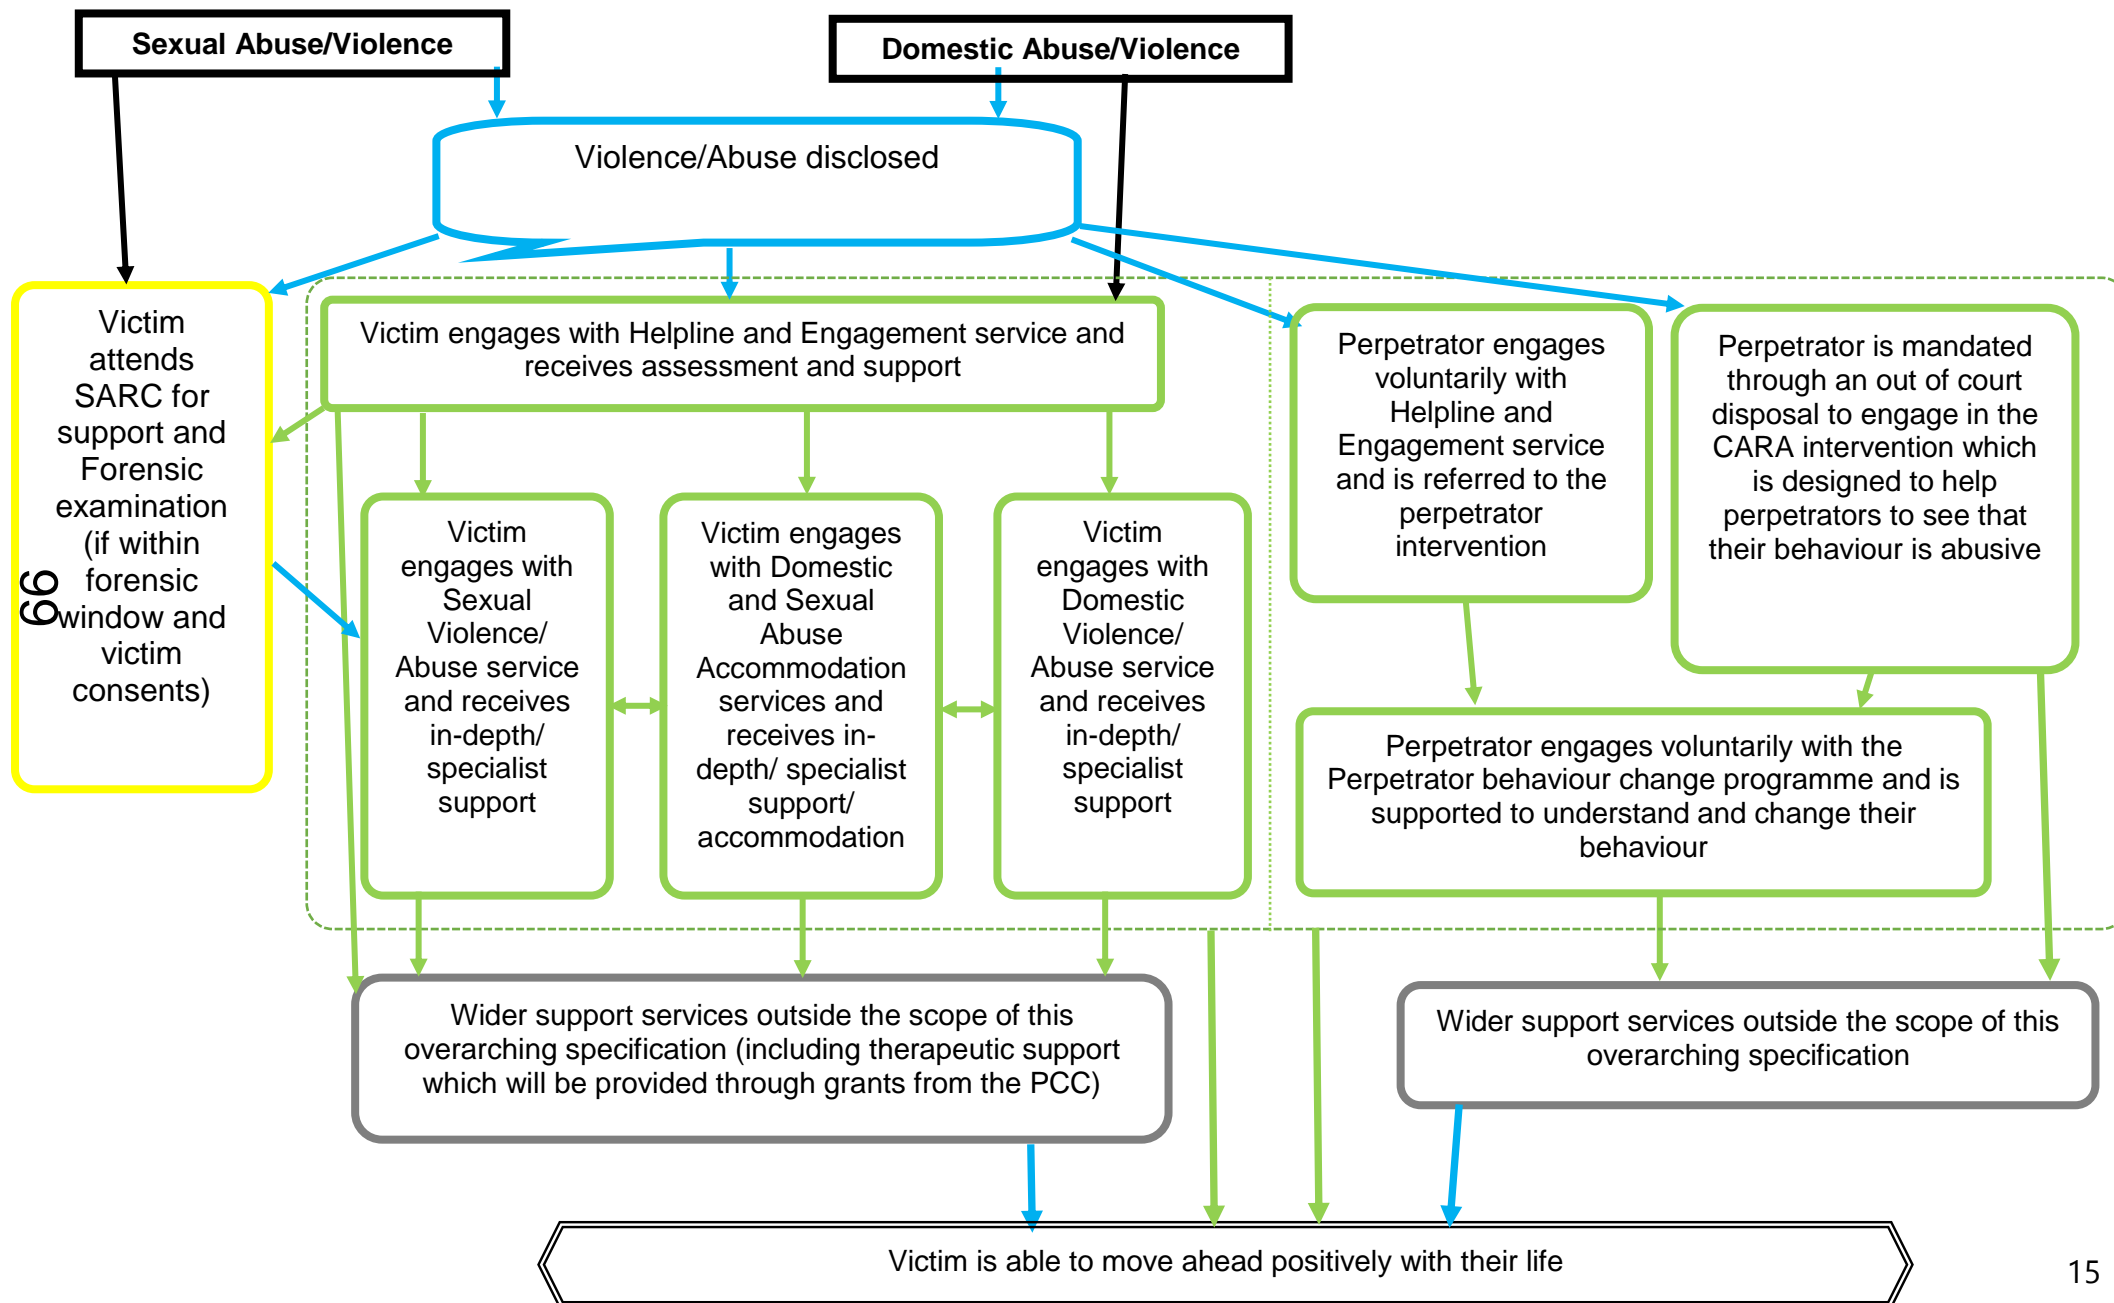 Sexual Abuse/Violence
Domestic Abuse/Violence
Violence/Abuse disclosed
Victim
attends
SARC for
support and
Forensic
examination
(if within
forensic
window and
victim
consents)
66
Victim engages with Helpline and Engagement service and
receives assessment and support
Perpetrator engages
voluntarily with
Helpline and
Engagement service
and is referred to the
perpetrator
intervention
Perpetrator is mandated
through an out of court
disposal to engage in the
CARA intervention which
is designed to help
perpetrators to see that
their behaviour is abusive
Victim
engages with
Sexual
Violence/
Abuse service
and receives
in-depth/
specialist
support
Victim engages
with Domestic
and Sexual
Abuse
Accommodation
services and
receives in-
depth/ specialist
support/
accommodation
Victim
engages with
Domestic
Violence/
Abuse service
and receives
in-depth/
specialist
support
Perpetrator engages voluntarily with the
Perpetrator behaviour change programme and is
supported to understand and change their
behaviour
Wider support services outside the scope of this
overarching specification (including therapeutic support
which will be provided through grants from the PCC)
Wider support services outside the scope of this
overarching specification
Victim is able to move ahead positively with their life
15